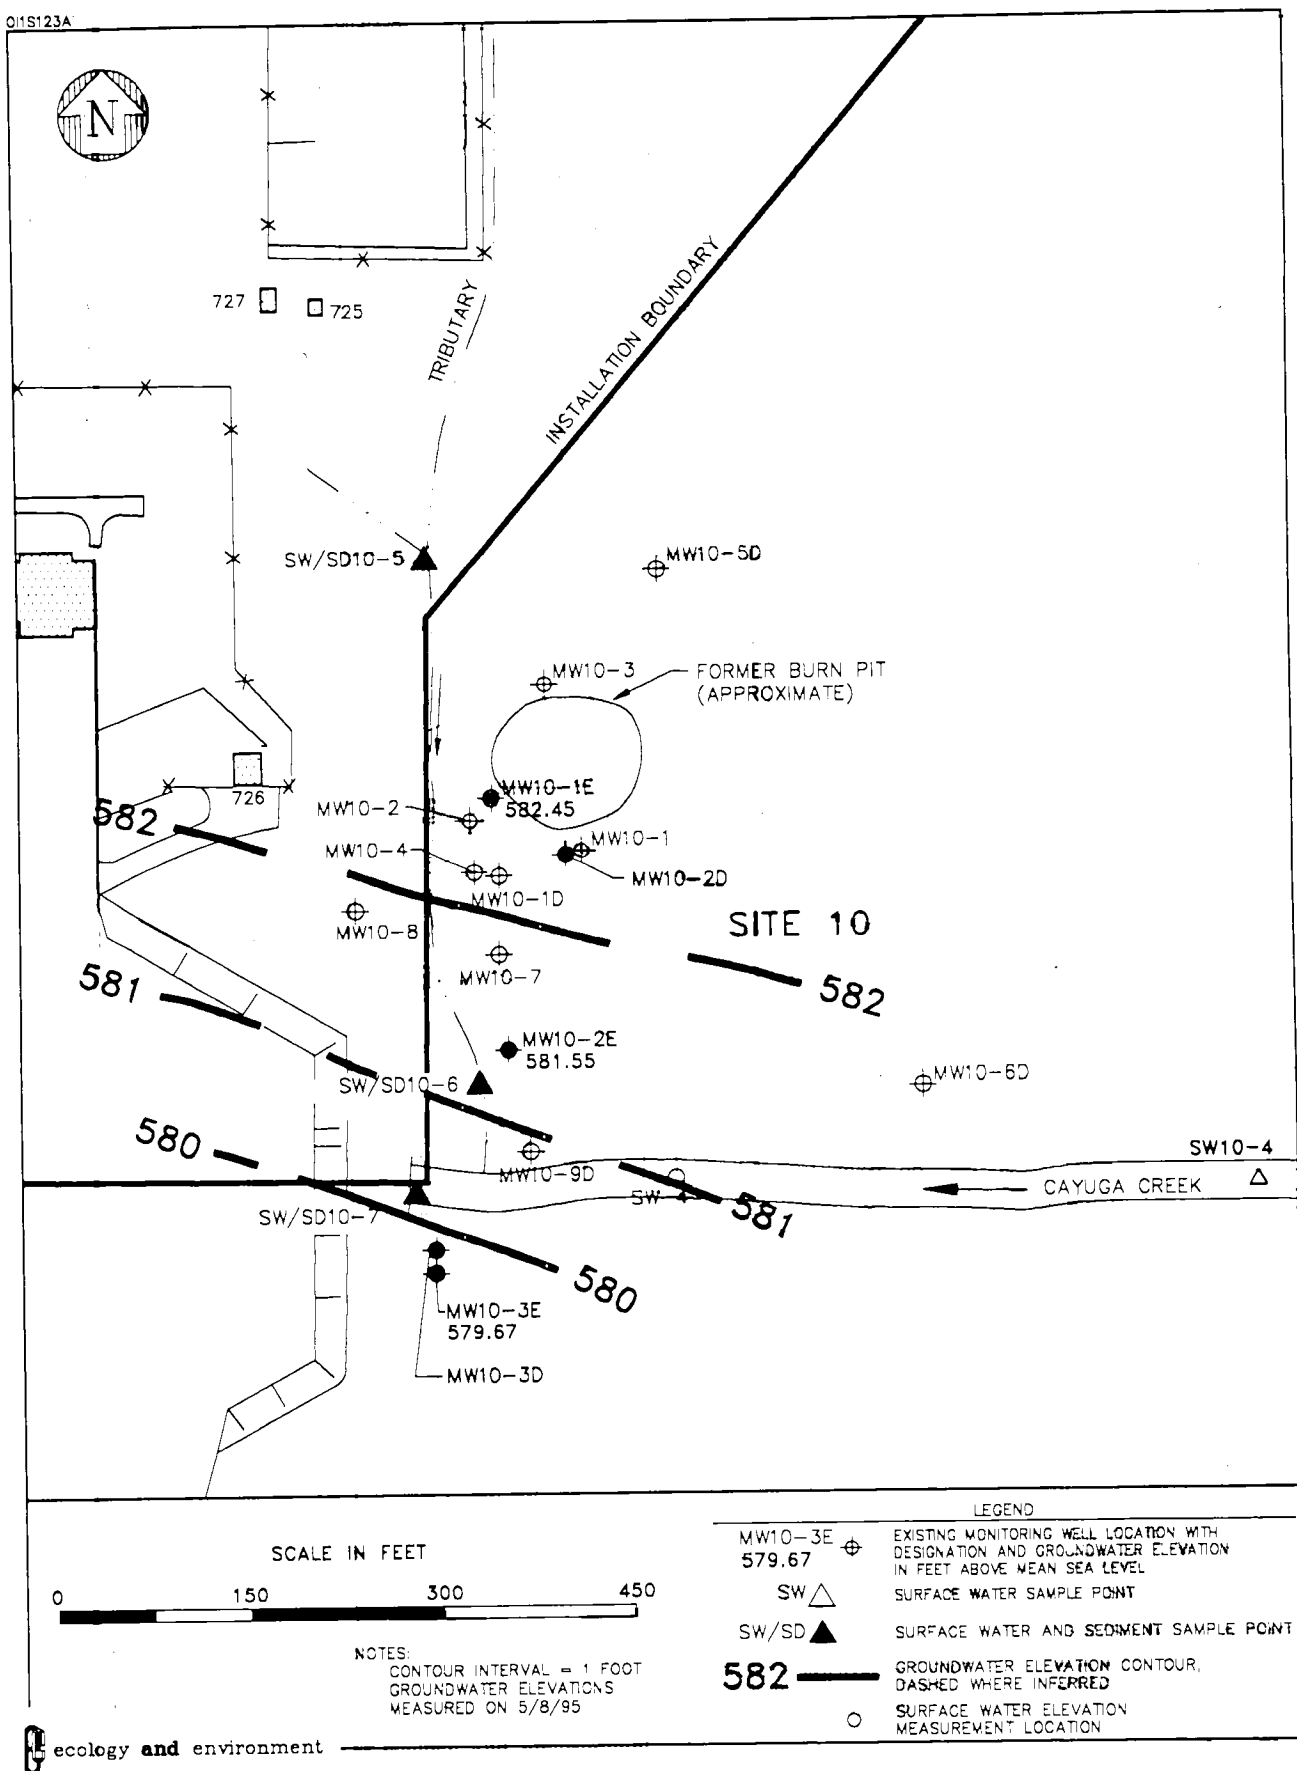 011S123A
N
727
725
TRIBUTARY
INSTALLATION BOUNDARY
SW/SD10-5
MW10-5D
MW10-3
FORMER BURN PIT
(APPROXIMATE)
726
MW10-1E
582.45
MW10-2
582
MW10-1
MW10-4
MW10-2D
MW10-1D
SITE 10
MW10-8
MW10-7
581
582
MW10-2E
581.55
SW/SD10-6
MW10-6D
580
SW10-4
MW10-9D
SW-4
CAYUGA CREEK
581
SW/SD10-7
580
MW10-3E
579.67
MW10-3D
SCALE IN FEET
0 150 300 450
NOTES:
CONTOUR INTERVAL = 1 FOOT
GROUNDWATER ELEVATIONS
MEASURED ON 5/8/95
LEGEND
MW10-3E
579.67
EXISTING MONITORING WELL LOCATION WITH
DESIGNATION AND GROUNDWATER ELEVATION
IN FEET ABOVE MEAN SEA LEVEL
SW
SURFACE WATER SAMPLE POINT
SW/SD
SURFACE WATER AND SEDIMENT SAMPLE POINT
582
GROUNDWATER ELEVATION CONTOUR,
DASHED WHERE INFERRED
SURFACE WATER ELEVATION
MEASUREMENT LOCATION
ecology and environment